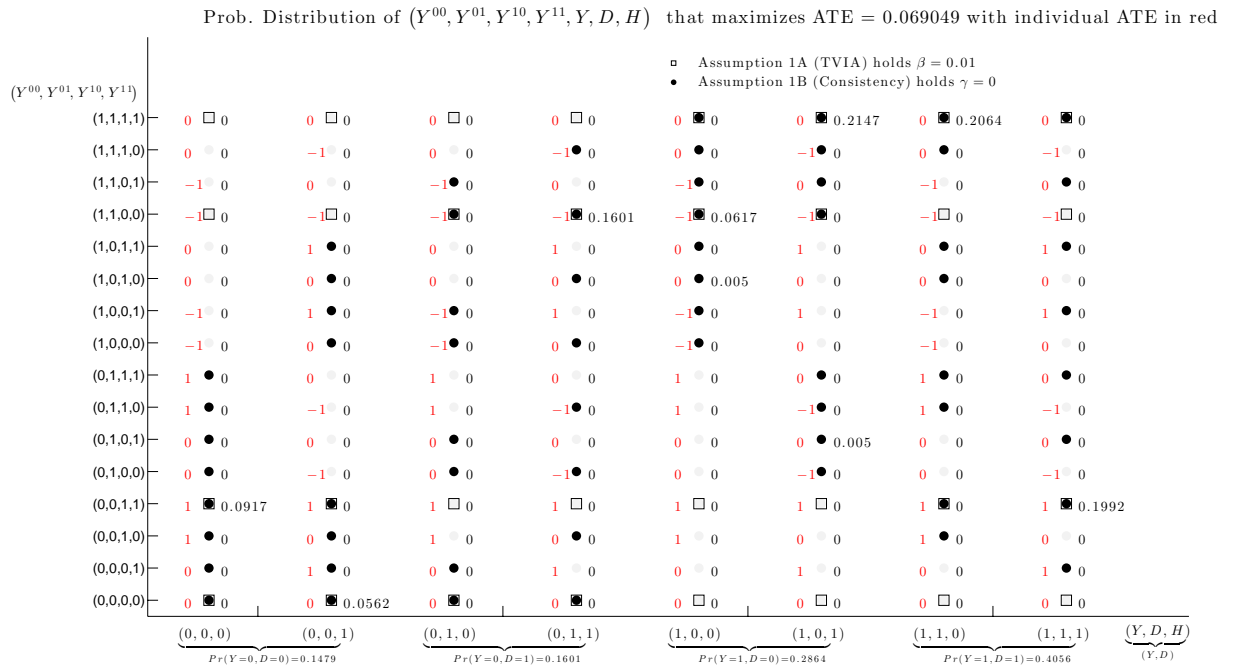 Prob. Distribution of (Y^00, Y^01, Y^10, Y^11, Y, D, H) that maximizes ATE = 0.069049 with individual ATE in red
Assumption 1A (TVIA) holds β = 0.01
Assumption 1B (Consistency) holds γ = 0
(Y^00, Y^01, Y^10, Y^11)
(1,1,1,1) 0 0 0 0 0 0 0 0 0 0 0 0.2147 0 0.2064 0 0
(1,1,1,0) 0 0 −1 0 0 0 −1 0 0 0 −1 0 0 0 −1 0
(1,1,0,1) −1 0 0 0 −1 0 0 0 −1 0 0 0 −1 0 0 0
(1,1,0,0) −1 0 −1 0 −1 0 −1 0.1601 −1 0.0617 −1 0 −1 0 −1 0
(1,0,1,1) 0 0 1 0 0 0 1 0 0 0 1 0 0 0 1 0
(1,0,1,0) 0 0 0 0 0 0 0 0 0 0.005 0 0 0 0 0 0
(1,0,0,1) −1 0 1 0 −1 0 1 0 −1 0 1 0 −1 0 1 0
(1,0,0,0) −1 0 0 0 −1 0 0 0 −1 0 0 0 −1 0 0 0
(0,1,1,1) 1 0 0 0 1 0 0 0 1 0 0 0 1 0 0 0
(0,1,1,0) 1 0 −1 0 1 0 −1 0 1 0 −1 0 1 0 −1 0
(0,1,0,1) 0 0 0 0 0 0 0 0 0 0 0 0.005 0 0 0 0
(0,1,0,0) 0 0 −1 0 0 0 −1 0 0 0 −1 0 0 0 −1 0
(0,0,1,1) 1 0.0917 1 0 1 0 1 0 1 0 1 0 1 0 1 0.1992
(0,0,1,0) 1 0 0 0 1 0 0 0 1 0 0 0 1 0 0 0
(0,0,0,1) 0 0 1 0 0 0 1 0 0 0 1 0 0 0 1 0
(0,0,0,0) 0 0 0 0.0562 0 0 0 0 0 0 0 0 0 0 0 0
(0, 0, 0) (0, 0, 1) (0, 1, 0) (0, 1, 1) (1, 0, 0) (1, 0, 1) (1, 1, 0) (1, 1, 1) (Y, D, H)
Pr(Y=0,D=0)=0.1479 Pr(Y=0,D=1)=0.1601 Pr(Y=1,D=0)=0.2864 Pr(Y=1,D=1)=0.4056 (Y,D)